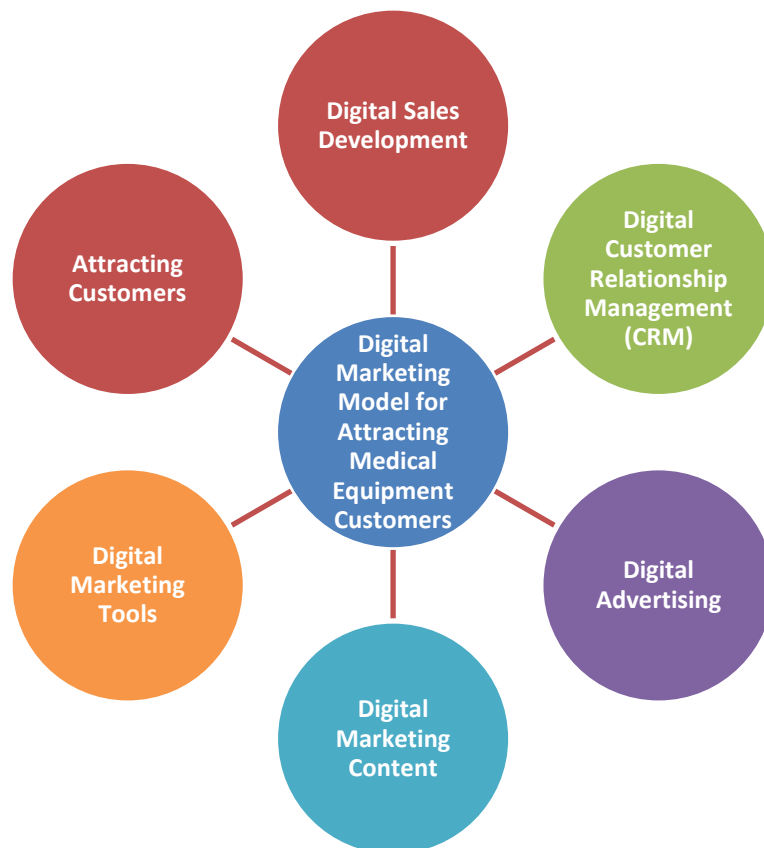 Digital Sales
Development
Attracting
Customers
Digital
Customer
Relationship
Management
(CRM)
Digital
Marketing
Model for
Attracting
Medical
Equipment
Customers
Digital
Marketing
Tools
Digital
Advertising
Digital
Marketing
Content